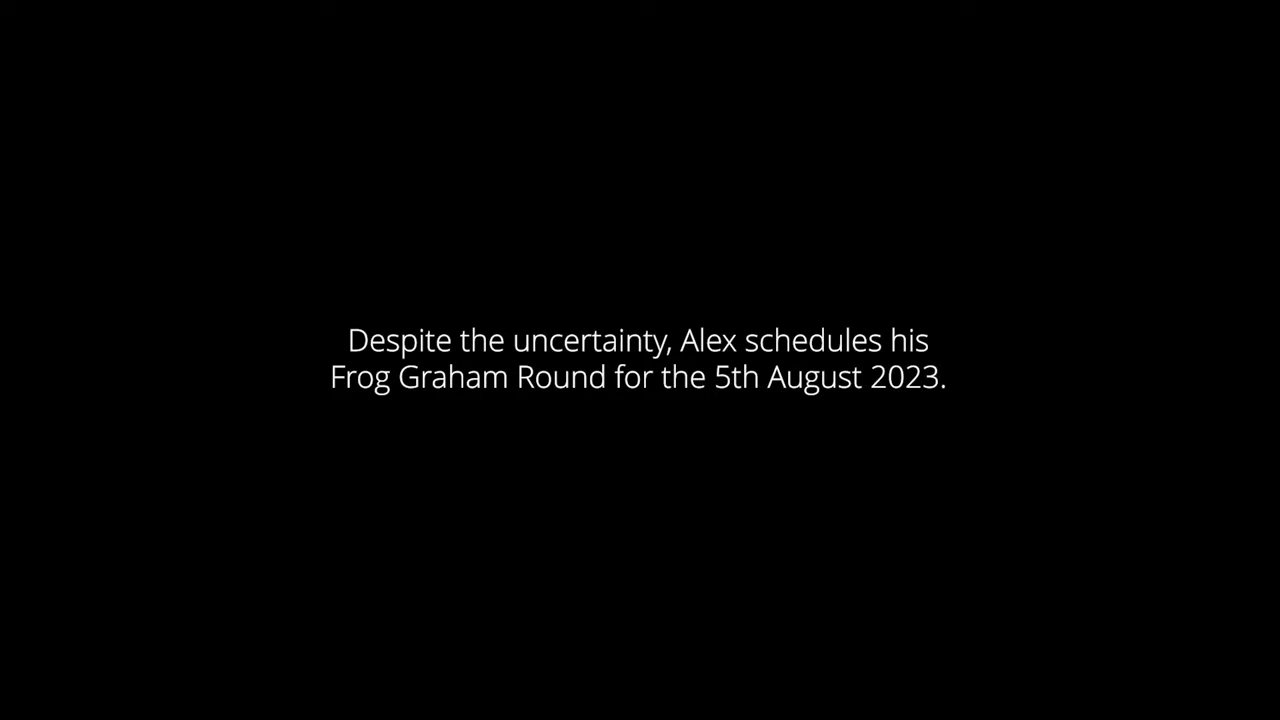 Despite the uncertainty, Alex schedules his
Frog Graham Round for the 5th August 2023.